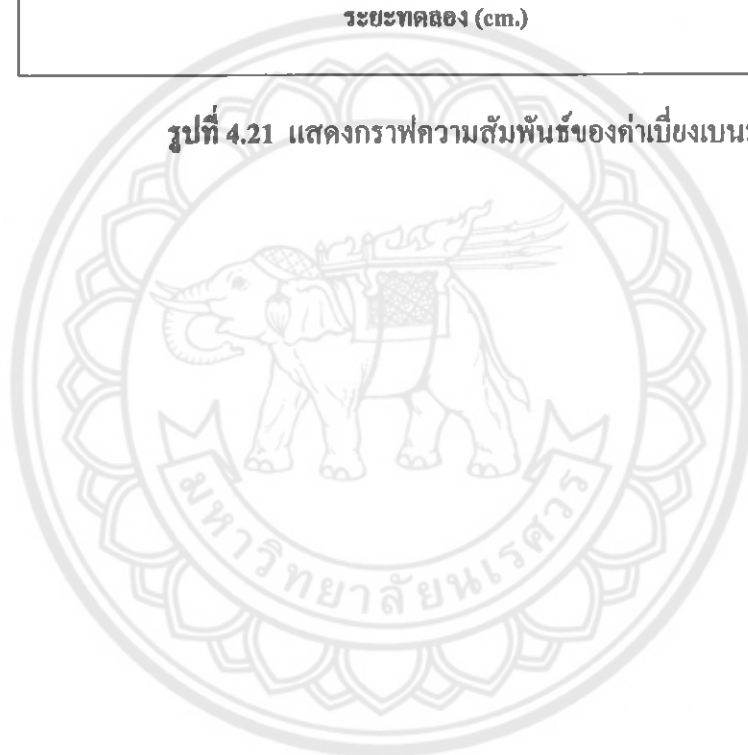 ระยะทดลอง (cm.)
รูปที่ 4.21 แสดงกราฟความสัมพันธ์ของค่าเบี่ยงเบน
มหาวิทยาลัยนเรศวร